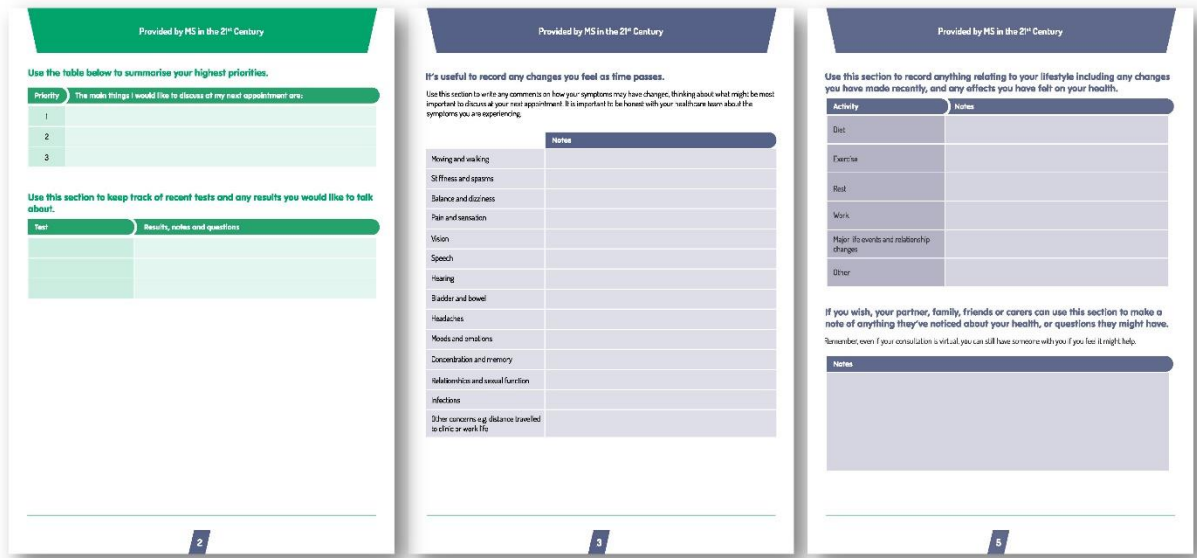 Provided by MS in the 21st Century
Use the table below to summarise your highest priorities.
Priority The main things I would like to discuss at my next appointment are:
1
2
3
Use this section to keep track of recent tests and any results you would like to talk
about.
Test Results, notes and questions
2
Provided by MS in the 21st Century
It's useful to record any changes you feel as time passes.
Use this section to write any comments on how your symptoms may have changed, thinking about what might be most
important to discuss at your next appointment. It is important to be honest with your healthcare team about the
symptoms you are experiencing.
Notes
Moving and walking
Stiffness and spasms
Balance and dizziness
Pain and sensation
Vision
Speech
Hearing
Bladder and bowel
Headaches
Moods and emotions
Concentration and memory
Relationships and sexual function
Infections
Other concerns e.g. distance travelled
to clinic or work life
3
Provided by MS in the 21st Century
Use this section to record anything relating to your lifestyle including any changes
you have made recently, and any effects you have felt on your health.
Activity Notes
Diet
Exercise
Rest
Work
Major life events and relationship
changes
Other
If you wish, your partner, family, friends or carers can use this section to make a
note of anything they've noticed about your health, or questions they might have.
Remember, even if your consultation is virtual, you can still have someone with you if you feel it might help.
Notes
5